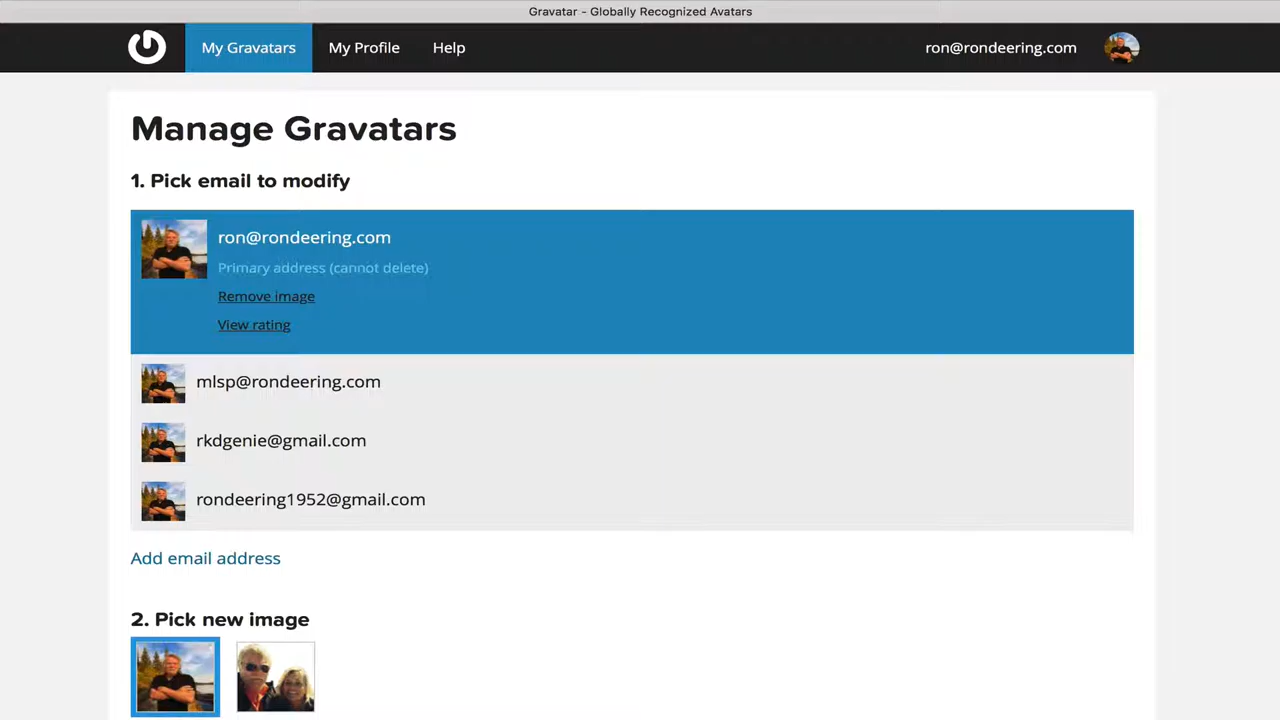 Gravatar - Globally Recognized Avatars
My Gravatars My Profile Help ron@rondeering.com
Manage Gravatars
1. Pick email to modify
ron@rondeering.com
Primary address (cannot delete)
Remove image
View rating
mlsp@rondeering.com
rkdgenie@gmail.com
rondeering1952@gmail.com
Add email address
2. Pick new image